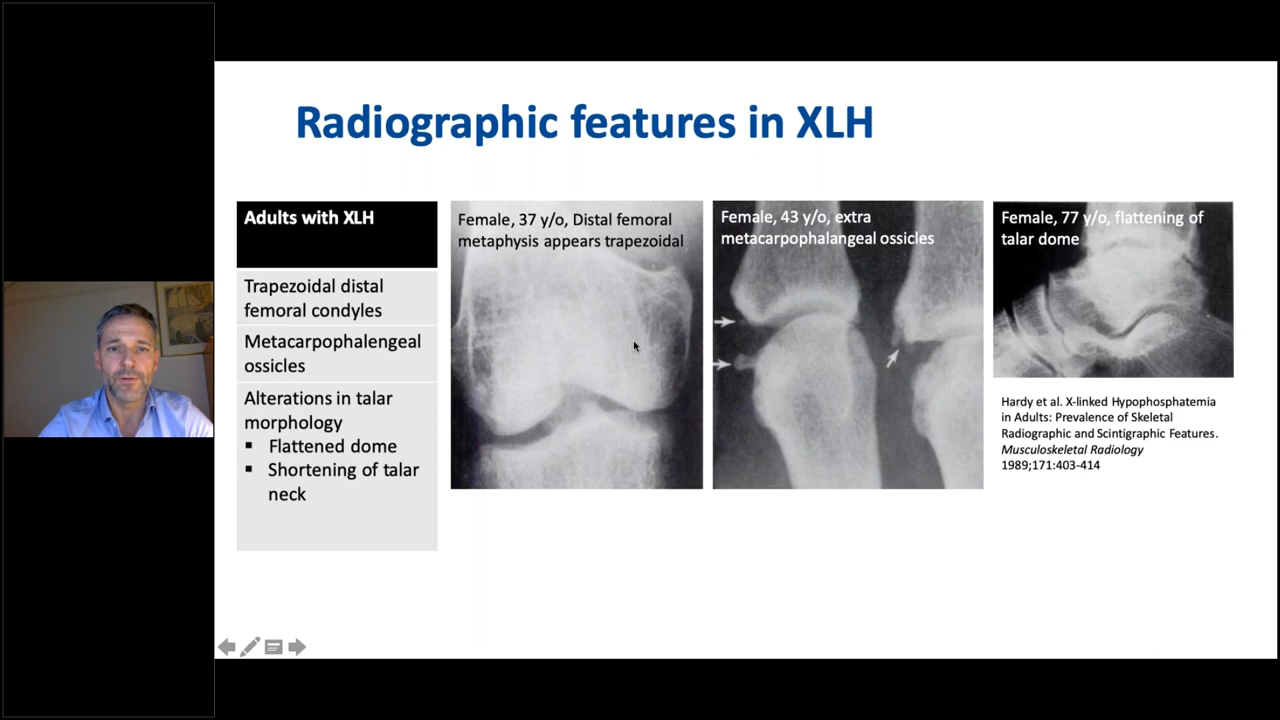 Radiographic features in XLH
Adults with XLH
Trapezoidal distal
femoral condyles
Metacarpophalengeal
ossicles
Alterations in talar
morphology
▪ Flattened dome
▪ Shortening of talar
neck
Female, 37 y/o, Distal femoral
metaphysis appears trapezoidal
Female, 43 y/o, extra
metacarpophalangeal ossicles
Female, 77 y/o, flattening of
talar dome
Hardy et al. X-linked Hypophosphatemia
in Adults: Prevalence of Skeletal
Radiographic and Scintigraphic Features.
Musculoskeletal Radiology
1989;171:403-414